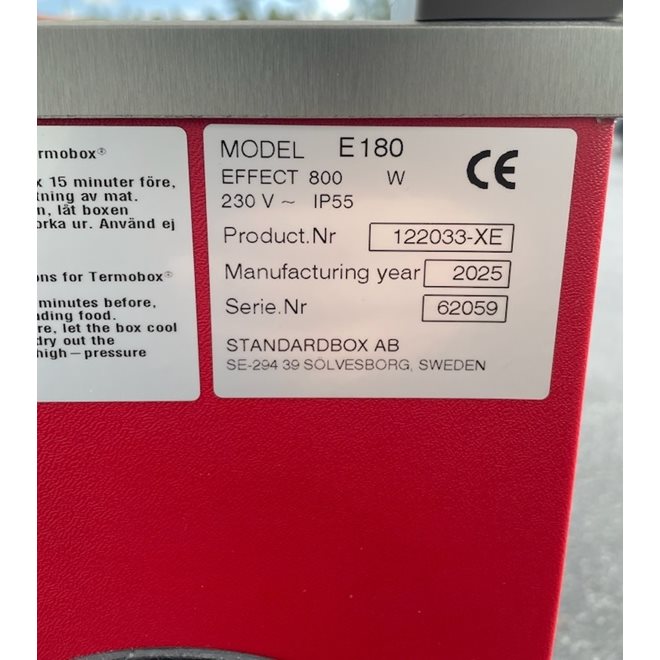 rmobox®
x 15 minuter före,
tning av mat.
n, låt boxen
orka ur. Använd ej
ons for Termobox®
minutes before,
ading food.
re, let the box cool
dry out the
high-pressure
MODEL E180
EFFECT 800 W
230 V ~ IP55
CE
Product.Nr 122033-XE
Manufacturing year 2025
Serie.Nr 62059
STANDARDBOX AB
SE-294 39 SÖLVESBORG, SWEDEN